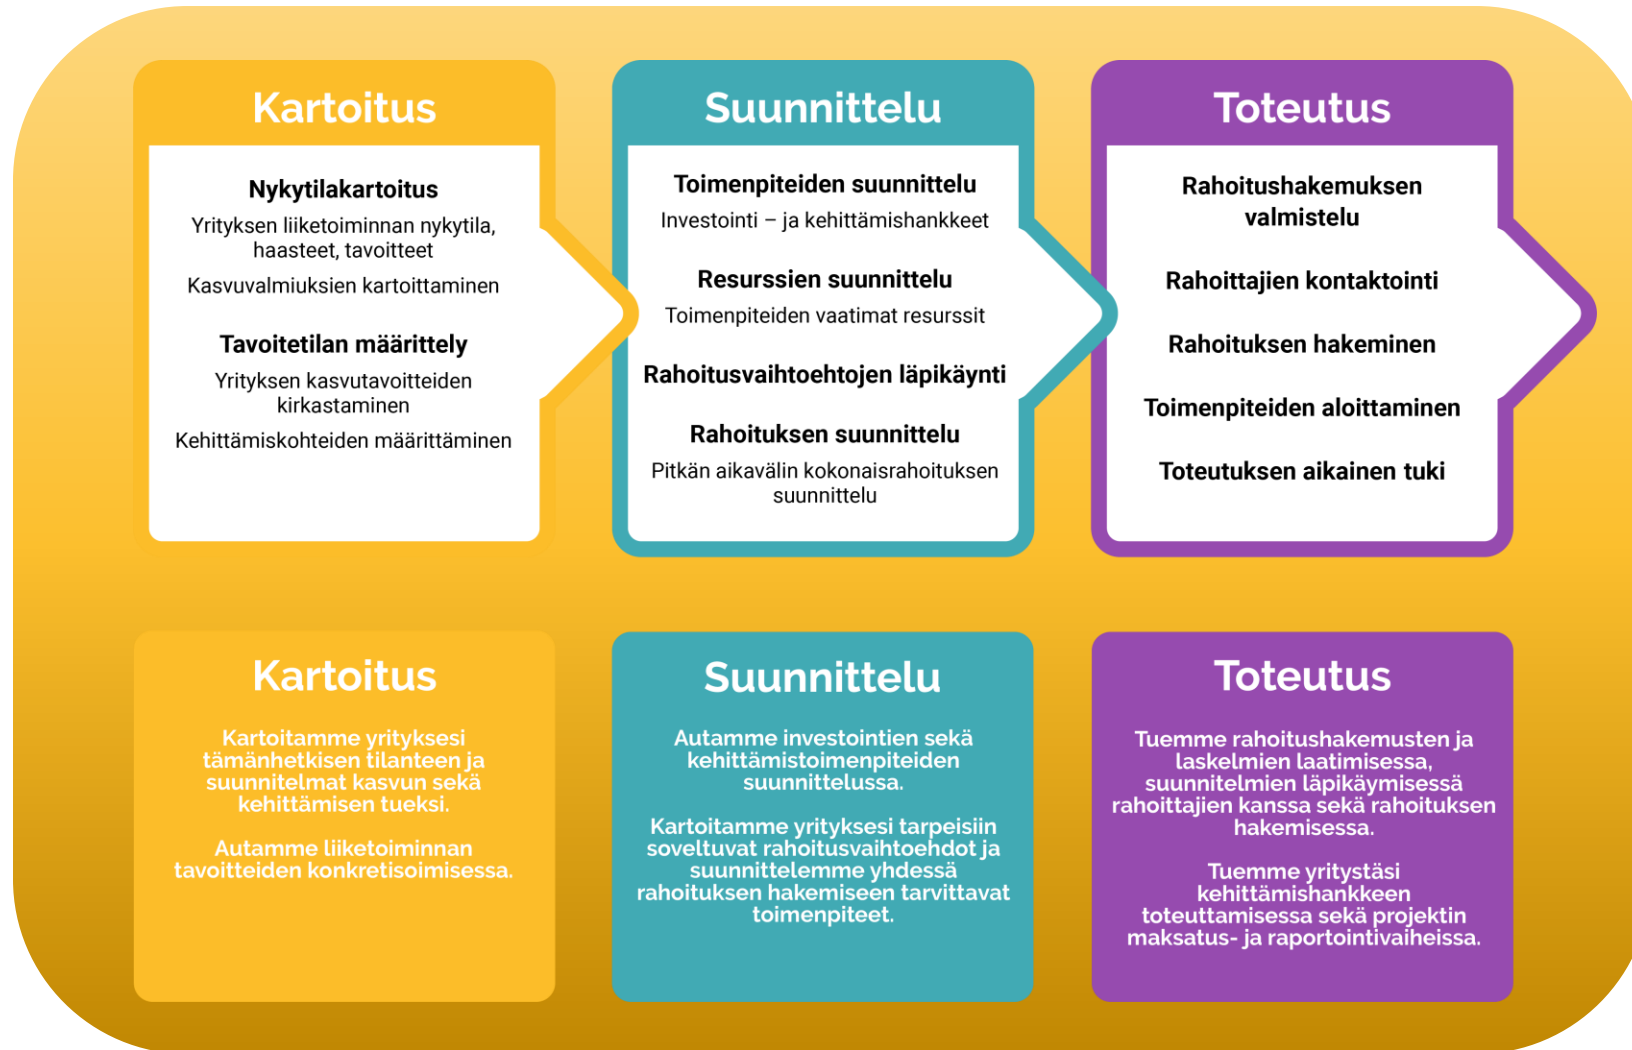 Kartoitus
Nykytilakartoitus
Yrityksen liiketoiminnan nykytila,
haasteet, tavoitteet
Kasvuvalmiuksien kartoittaminen
Tavoitetilan määrittely
Yrityksen kasvutavoitteiden
kirkastaminen
Kehittämiskohteiden määrittäminen
Suunnittelu
Toimenpiteiden suunnittelu
Investointi – ja kehittämishankkeet
Resurssien suunnittelu
Toimenpiteiden vaatimat resurssit
Rahoitusvaihtoehtojen läpikäynti
Rahoituksen suunnittelu
Pitkän aikavälin kokonaisrahoituksen
suunnittelu
Toteutus
Rahoitushakemuksen
valmistelu
Rahoittajien kontaktointi
Rahoituksen hakeminen
Toimenpiteiden aloittaminen
Toteutuksen aikainen tuki
Kartoitus
Kartoitamme yrityksesi
tämänhetkisen tilanteen ja
suunnitelmat kasvun sekä
kehittämisen tueksi.
Autamme liiketoiminnan
tavoitteiden konkretisoimisessa.
Suunnittelu
Autamme investointien sekä
kehittämistoimenpiteiden
suunnittelussa.
Kartoitamme yrityksesi tarpeisiin
soveltuvat rahoitusvaihtoehdot ja
suunnittelemme yhdessä
rahoituksen hakemiseen tarvittavat
toimenpiteet.
Toteutus
Tuemme rahoitushakemusten ja
laskelmien laatimisessa,
suunnitelmien läpikäymisessä
rahoittajien kanssa sekä rahoituksen
hakemisessa.
Tuemme yritystäsi
kehittämishankkeen
toteuttamisessa sekä projektin
maksatus- ja raportointivaiheissa.